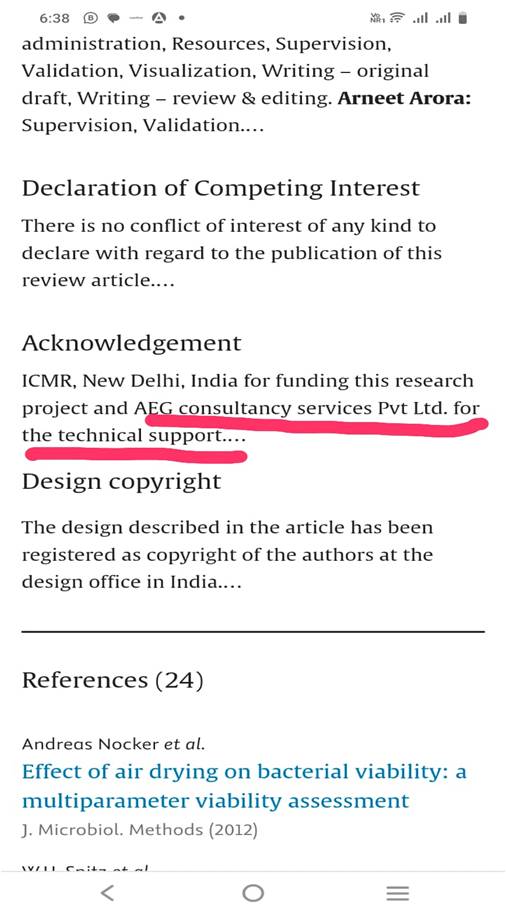 6:38
Vo
NR1
administration, Resources, Supervision,
Validation, Visualization, Writing – original
draft, Writing – review & editing. Arneet Arora:
Supervision, Validation.…
Declaration of Competing Interest
There is no conflict of interest of any kind to
declare with regard to the publication of this
review article.…
Acknowledgement
ICMR, New Delhi, India for funding this research
project and AEG consultancy services Pvt Ltd. for
the technical support.…
Design copyright
The design described in the article has been
registered as copyright of the authors at the
design office in India.…
References (24)
Andreas Nocker et al.
Effect of air drying on bacterial viability: a
multiparameter viability assessment
J. Microbiol. Methods (2012)